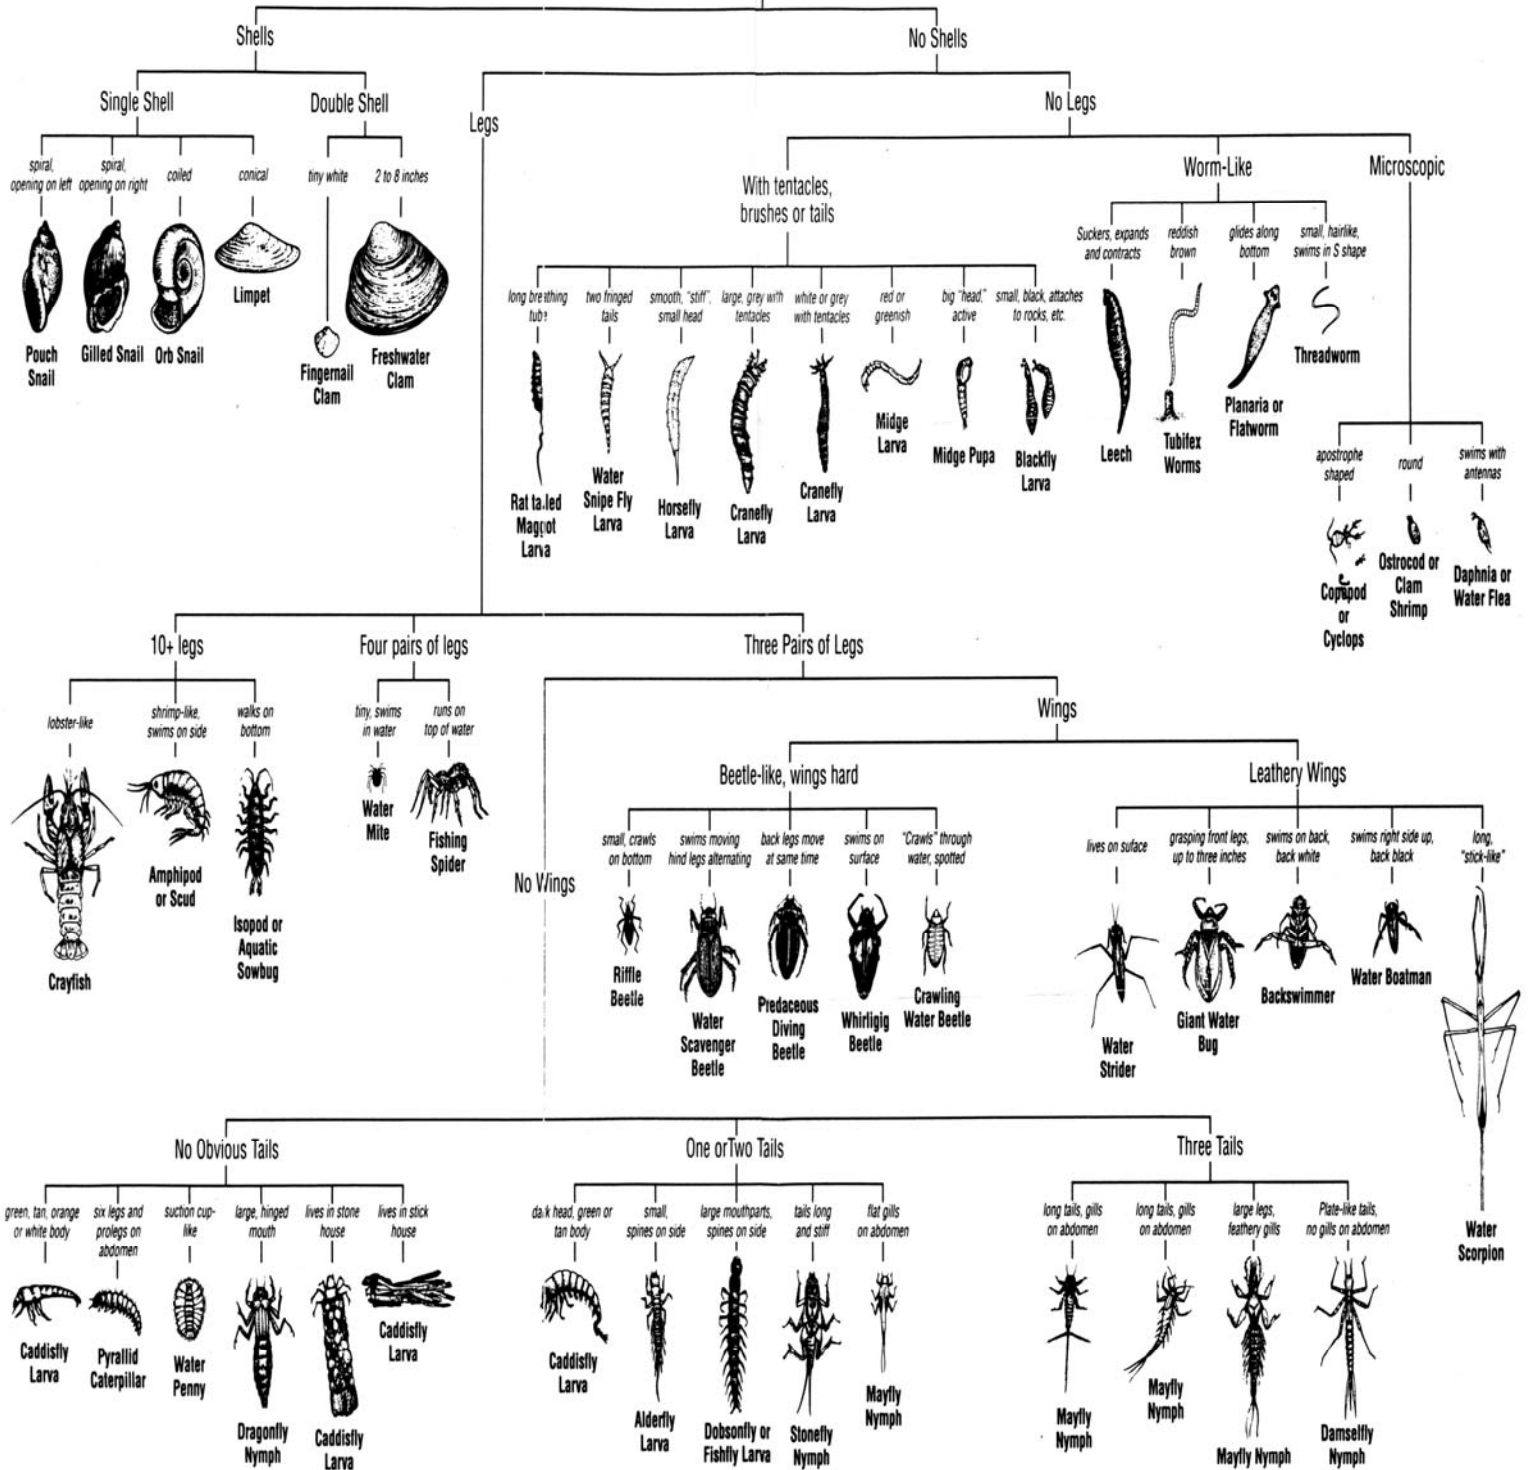 Shells
No Shells
Single Shell
Double Shell
Legs
No Legs
spiral,
opening on left
spiral,
opening on right
coiled
conical
tiny white
2 to 8 inches
Pouch
Snail
Gilled Snail
Orb Snail
Limpet
Fingernail
Clam
Freshwater
Clam
With tentacles,
brushes or tails
Worm-Like
Microscopic
long breathing
tube
two fringed
tails
smooth, "stiff",
small head
large, grey with
tentacles
white or grey
with tentacles
red or
greenish
big "head,"
active
small, black, attaches
to rocks, etc.
Rat tailed
Maggot
Larva
Water
Snipe Fly
Larva
Horsefly
Larva
Cranefly
Larva
Cranefly
Larva
Midge
Larva
Midge Pupa
Blackfly
Larva
Suckers, expands
and contracts
reddish
brown
glides along
bottom
small, hairlike,
swims in S shape
Leech
Tubifex
Worms
Planaria or
Flatworm
Threadworm
apostrophe
shaped
round
swims with
antennas
Copepod
or
Cyclops
Ostrocod or
Clam
Shrimp
Daphnia or
Water Flea
10+ legs
Four pairs of legs
Three Pairs of Legs
lobster-like
shrimp-like,
swims on side
walks on
bottom
Crayfish
Amphipod
or Scud
Isopod or
Aquatic
Sowbug
tiny, swims
in water
runs on
top of water
Water
Mite
Fishing
Spider
No Wings
Wings
Beetle-like, wings hard
Leathery Wings
small, crawls
on bottom
swims moving
hind legs alternating
back legs move
at same time
swims on
surface
"Crawls" through
water, spotted
Riffle
Beetle
Water
Scavenger
Beetle
Predaceous
Diving
Beetle
Whirligig
Beetle
Crawling
Water Beetle
lives on suface
grasping front legs,
up to three inches
swims on back,
back white
swims right side up,
back black
long,
"stick-like"
Water
Strider
Giant Water
Bug
Backswimmer
Water Boatman
Water
Scorpion
No Obvious Tails
One or Two Tails
Three Tails
green, tan, orange
or white body
six legs and
prolegs on
abdomen
suction cup-
like
large, hinged
mouth
lives in stone
house
lives in stick
house
Caddisfly
Larva
Pyrallid
Caterpillar
Water
Penny
Dragonfly
Nymph
Caddisfly
Larva
Caddisfly
Larva
dark head, green or
tan body
small,
spines on side
large mouthparts,
spines on side
tails long
and stiff
flat gills
on abdomen
Caddisfly
Larva
Alderfly
Larva
Dobsonfly or
Fishfly Larva
Stonefly
Nymph
Mayfly
Nymph
long tails, gills
on abdomen
long tails, gills
on abdomen
large legs,
feathery gills
Plate-like tails,
no gills on abdomen
Mayfly
Nymph
Mayfly
Nymph
Mayfly Nymph
Damselfly
Nymph